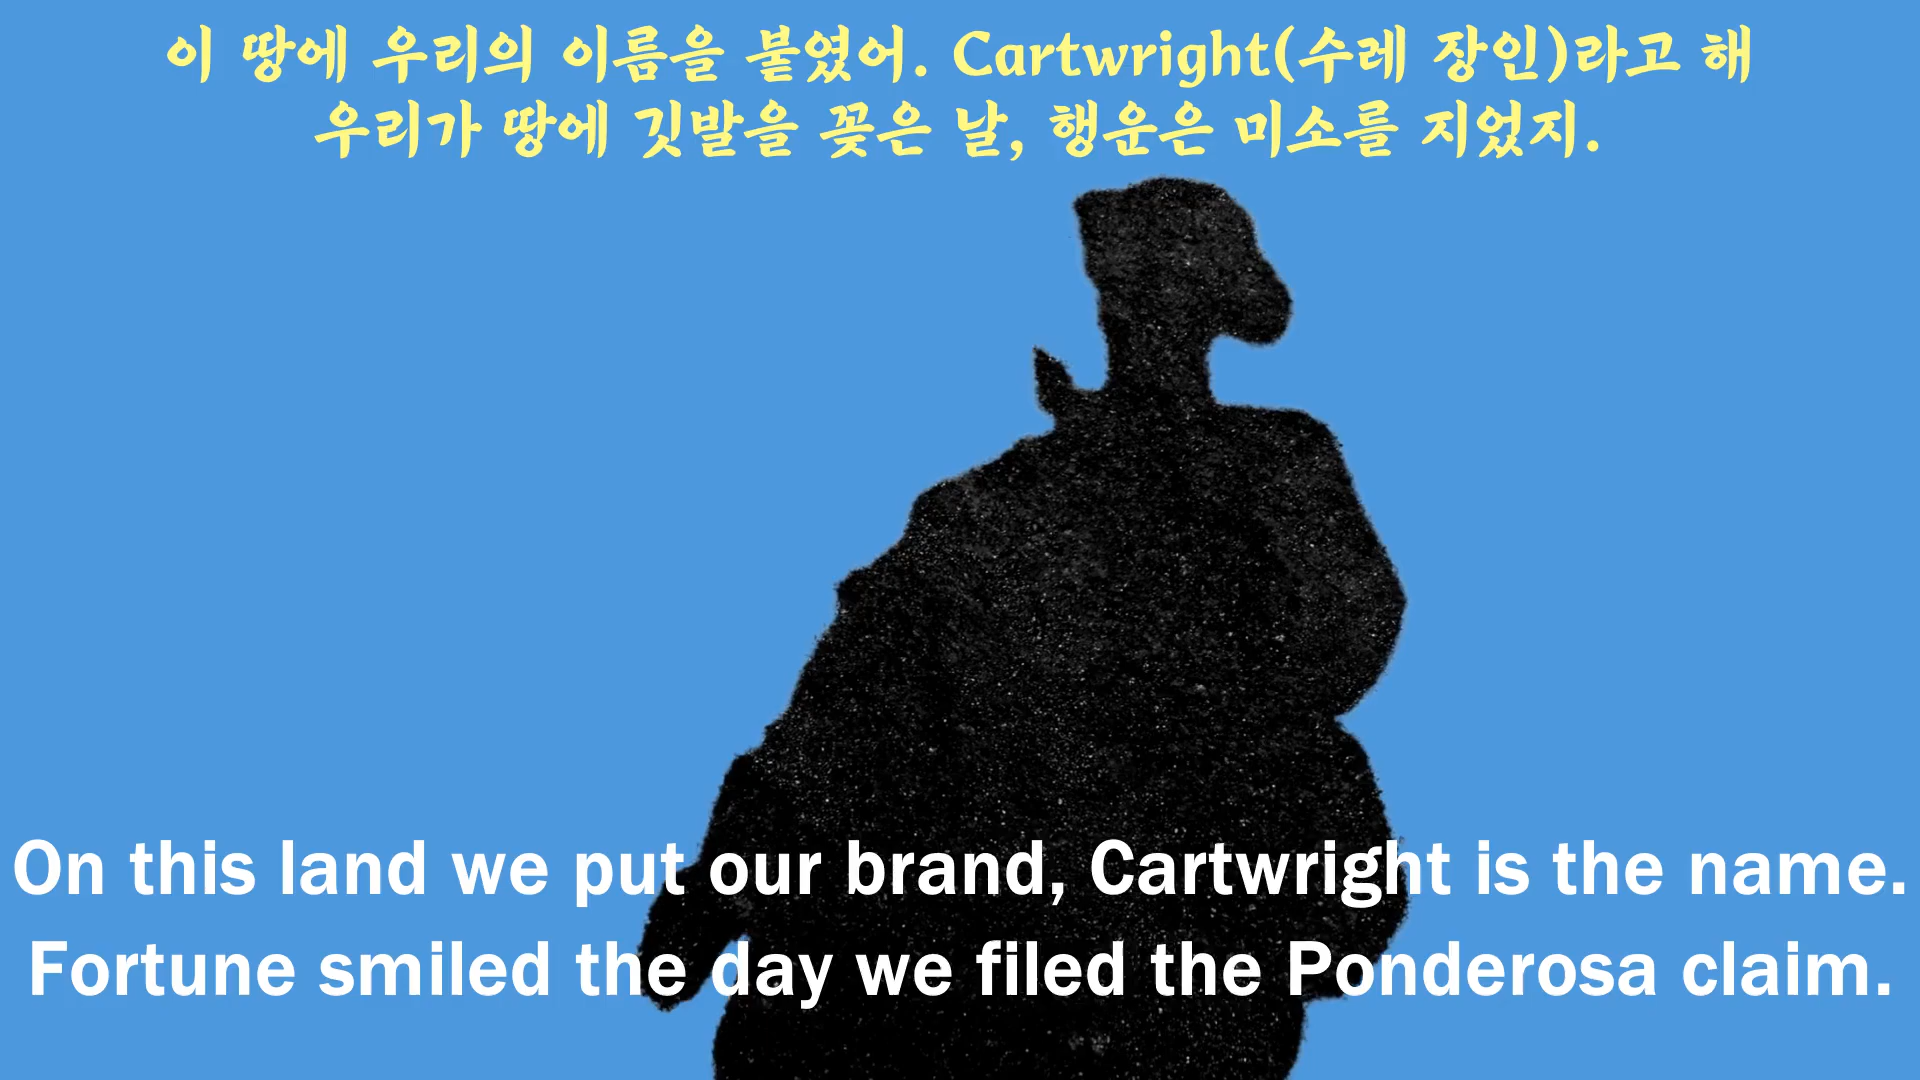 이 땅에 우리의 이름을 붙였어. Cartwright(수레 장인)라고 해
우리가 땅에 깃발을 꽂은 날, 행운은 미소를 지었지.
On this land we put our brand, Cartwright is the name.
Fortune smiled the day we filed the Ponderosa claim.